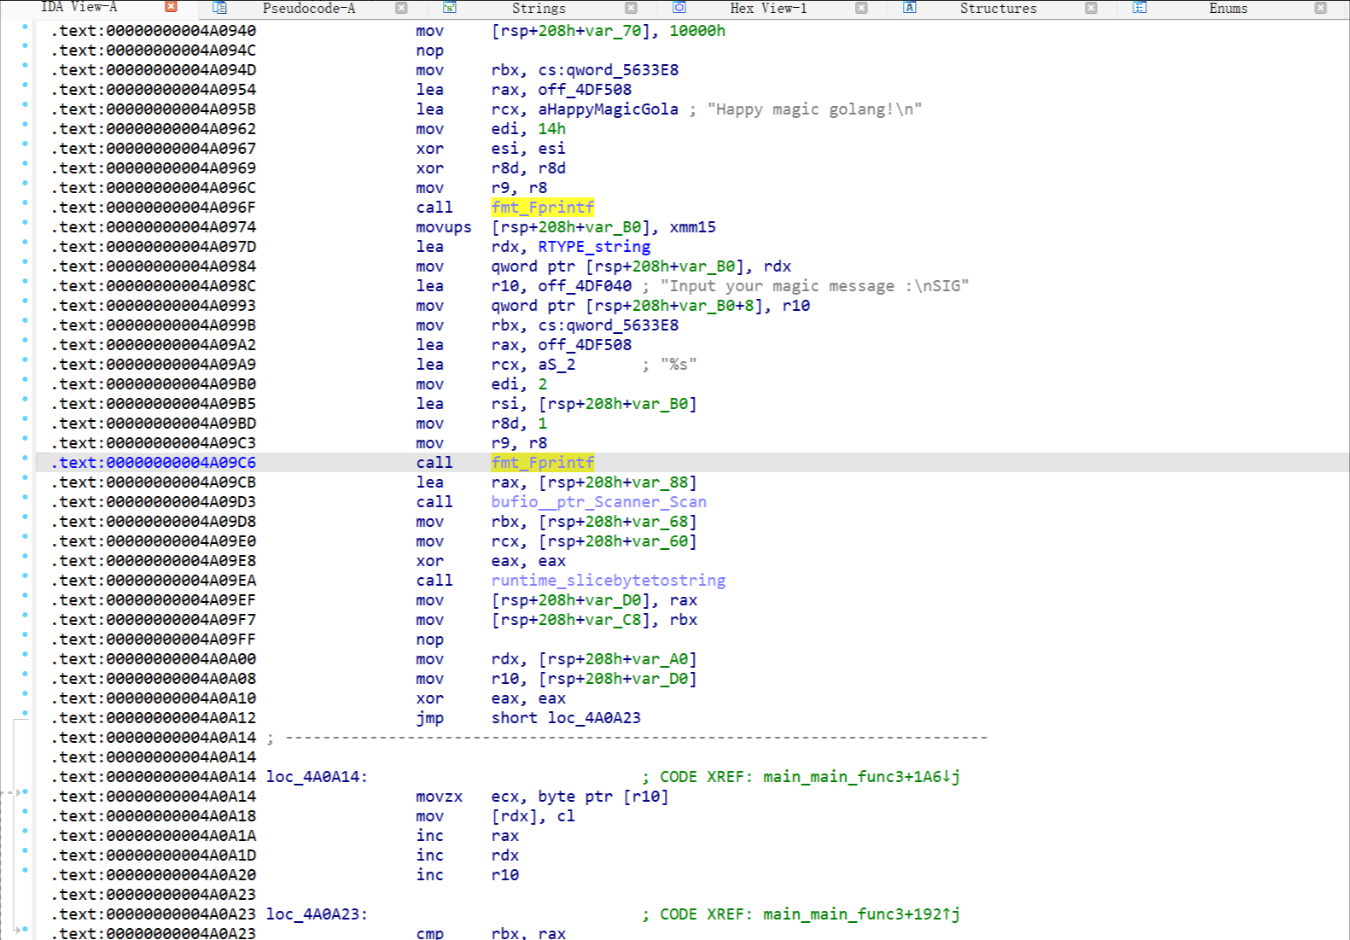 IDA View-A Pseudocode-A Strings Hex View-1 Structures Enums
.text:00000000004A0940 mov [rsp+208h+var_70], 10000h
.text:00000000004A094C nop
.text:00000000004A094D mov rbx, cs:qword_5633E8
.text:00000000004A0954 lea rax, off_4DF508
.text:00000000004A095B lea rcx, aHappyMagicGola ; "Happy magic golang!\n"
.text:00000000004A0962 mov edi, 14h
.text:00000000004A0967 xor esi, esi
.text:00000000004A0969 xor r8d, r8d
.text:00000000004A096C mov r9, r8
.text:00000000004A096F call fmt_Fprintf
.text:00000000004A0974 movups [rsp+208h+var_B0], xmm15
.text:00000000004A097D lea rdx, RTYPE_string
.text:00000000004A0984 mov qword ptr [rsp+208h+var_B0], rdx
.text:00000000004A098C lea r10, off_4DF040 ; "Input your magic message :\nSIG"
.text:00000000004A0993 mov qword ptr [rsp+208h+var_B0+8], r10
.text:00000000004A099B mov rbx, cs:qword_5633E8
.text:00000000004A09A2 lea rax, off_4DF508
.text:00000000004A09A9 lea rcx, aS_2 ; "%s"
.text:00000000004A09B0 mov edi, 2
.text:00000000004A09B5 lea rsi, [rsp+208h+var_B0]
.text:00000000004A09BD mov r8d, 1
.text:00000000004A09C3 mov r9, r8
.text:00000000004A09C6 call fmt_Fprintf
.text:00000000004A09CB lea rax, [rsp+208h+var_88]
.text:00000000004A09D3 call bufio__ptr_Scanner_Scan
.text:00000000004A09D8 mov rbx, [rsp+208h+var_68]
.text:00000000004A09E0 mov rcx, [rsp+208h+var_60]
.text:00000000004A09E8 xor eax, eax
.text:00000000004A09EA call runtime_slicebytetostring
.text:00000000004A09EF mov [rsp+208h+var_D0], rax
.text:00000000004A09F7 mov [rsp+208h+var_C8], rbx
.text:00000000004A09FF nop
.text:00000000004A0A00 mov rdx, [rsp+208h+var_A0]
.text:00000000004A0A08 mov r10, [rsp+208h+var_D0]
.text:00000000004A0A10 xor eax, eax
.text:00000000004A0A12 jmp short loc_4A0A23
.text:00000000004A0A14 ; ---------------------------------------------------------------------------
.text:00000000004A0A14
.text:00000000004A0A14 loc_4A0A14: ; CODE XREF: main_main_func3+1A6↓j
.text:00000000004A0A14 movzx ecx, byte ptr [r10]
.text:00000000004A0A18 mov [rdx], cl
.text:00000000004A0A1A inc rax
.text:00000000004A0A1D inc rdx
.text:00000000004A0A20 inc r10
.text:00000000004A0A23
.text:00000000004A0A23 loc_4A0A23: ; CODE XREF: main_main_func3+192↑j
.text:00000000004A0A23 cmp rbx, rax